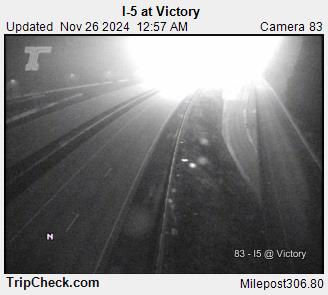 I-5 at Victory
Updated Nov 26 2024 12:57 AM Camera 83
T
N
83 - I5 @ Victory
TripCheck.com Milepost306.80